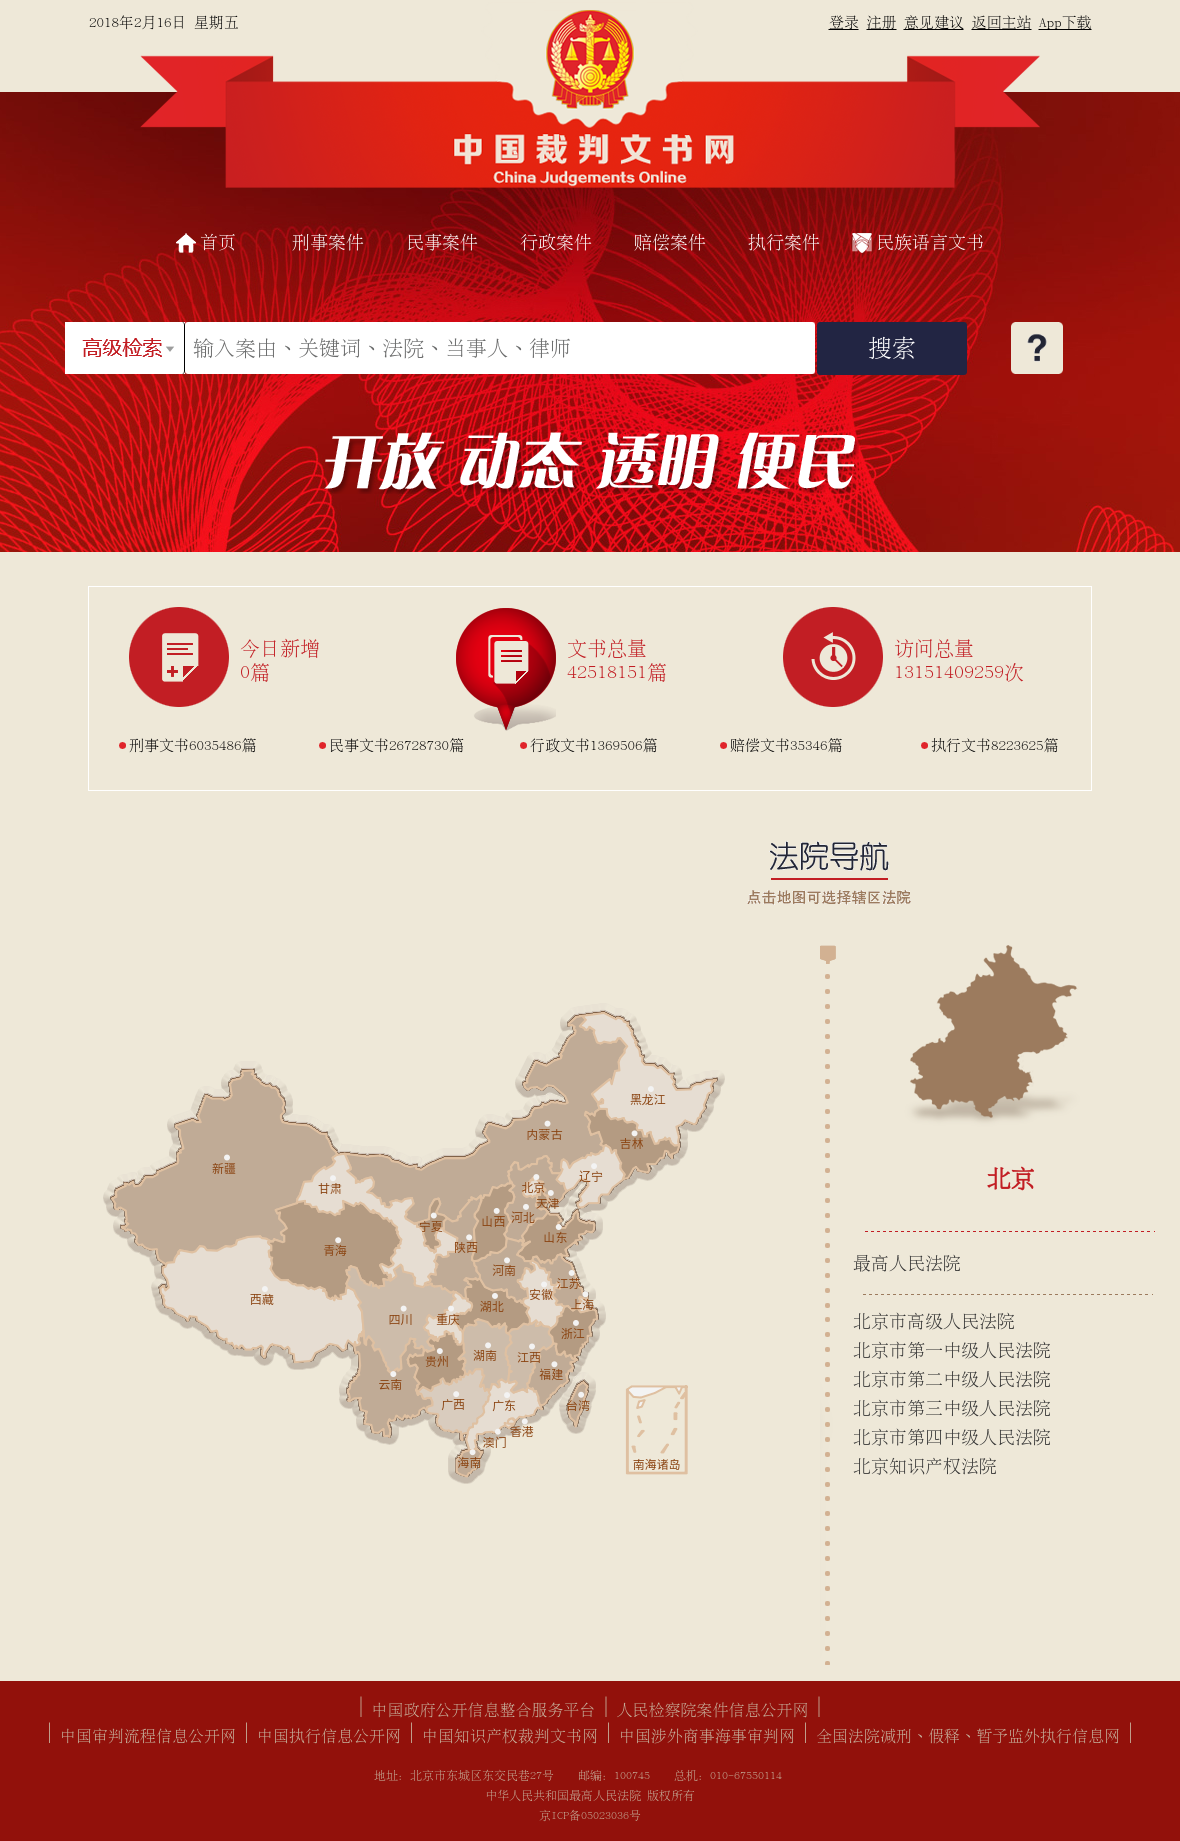 2018年2月16日 星期五
登录 注册 意见建议 返回主站 App下载
中国裁判文书网
China Judgements Online
首页 刑事案件 民事案件 行政案件 赔偿案件 执行案件 民族语言文书
高级检索 输入案由、关键词、法院、当事人、律师 搜索 ?
开放 动态 透明 便民
今日新增 文书总量 访问总量
0篇 42518151篇 13151409259次
刑事文书6035486篇 民事文书26728730篇 行政文书1369506篇 赔偿文书35346篇 执行文书8223625篇
法院导航
点击地图可选择辖区法院
黑龙江
内蒙古
吉林
新疆
辽宁
甘肃
北京
天津
宁夏
山西
河北
山东
陕西
青海
河南
江苏
安徽
西藏
上海
湖北
四川
重庆
浙江
贵州
湖南
江西
福建
云南
广西
广东
台湾
香港
澳门
海南
南海诸岛
北京
最高人民法院
北京市高级人民法院
北京市第一中级人民法院
北京市第二中级人民法院
北京市第三中级人民法院
北京市第四中级人民法院
北京知识产权法院
中国政府公开信息整合服务平台 | 人民检察院案件信息公开网
中国审判流程信息公开网 | 中国执行信息公开网 | 中国知识产权裁判文书网 | 中国涉外商事海事审判网 | 全国法院减刑、假释、暂予监外执行信息网
地址：北京市东城区东交民巷27号 邮编：100745 总机：010-67550114
中华人民共和国最高人民法院 版权所有
京ICP备05023036号